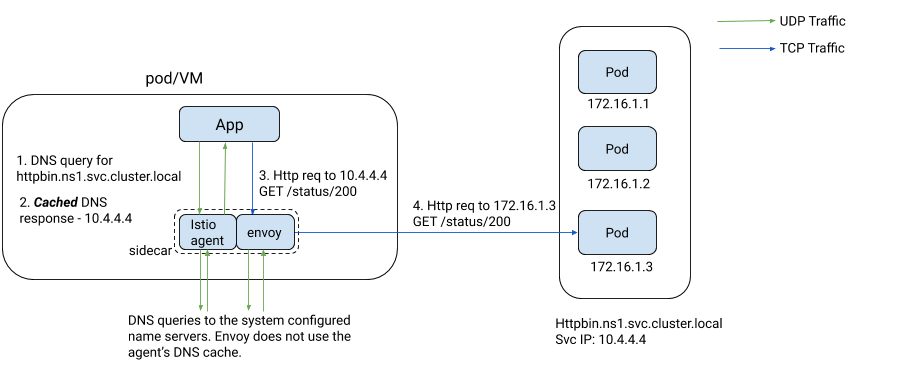 UDP Traffic
TCP Traffic
pod/VM
App
1. DNS query for
httpbin.ns1.svc.cluster.local
2. Cached DNS
response - 10.4.4.4
3. Http req to 10.4.4.4
GET /status/200
Istio
agent
envoy
sidecar
4. Http req to 172.16.1.3
GET /status/200
Pod
172.16.1.1
Pod
172.16.1.2
Pod
172.16.1.3
DNS queries to the system configured
name servers. Envoy does not use the
agent's DNS cache.
Httpbin.ns1.svc.cluster.local
Svc IP: 10.4.4.4